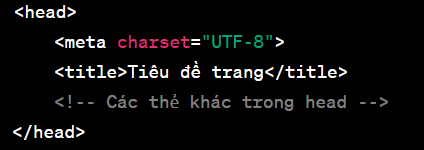 <head>
<meta charset="UTF-8">
<title>Tiêu đề trang</title>
<!-- Các thẻ khác trong head -->
</head>